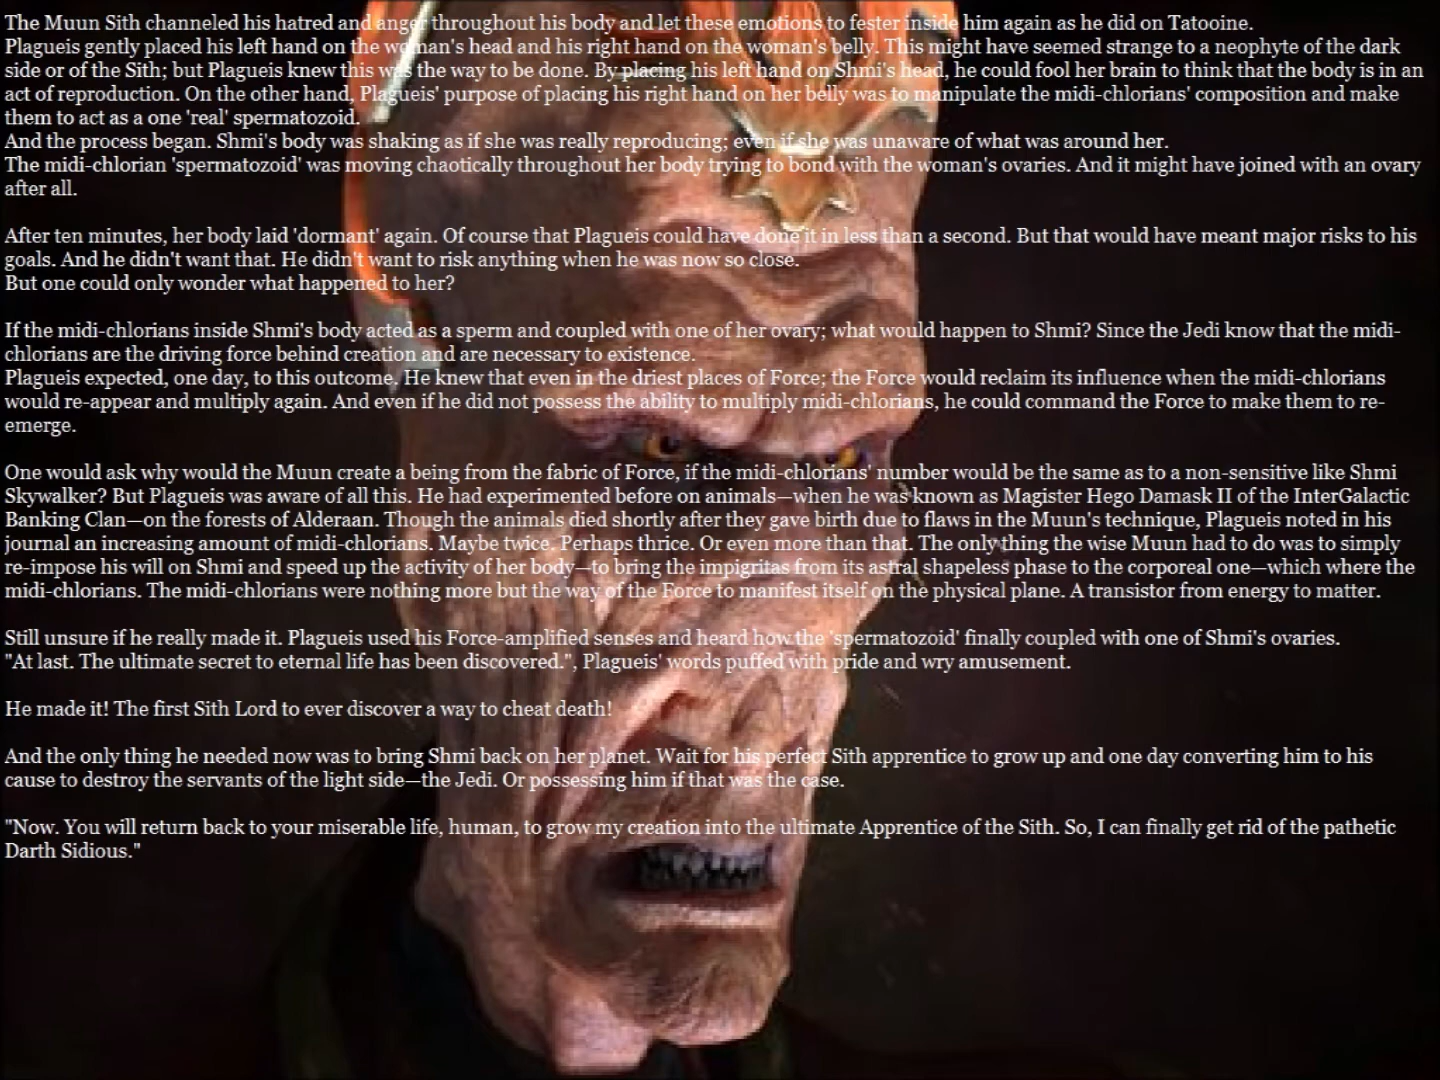 The Muun Sith channeled his hatred and anger throughout his body and let these emotions to fester inside him again as he did on Tatooine.
Plagueis gently placed his left hand on the woman's head and his right hand on the woman's belly. This might have seemed strange to a neophyte of the dark
side or of the Sith; but Plagueis knew this was the way to be done. By placing his left hand on Shmi's head, he could fool her brain to think that the body is in an
act of reproduction. On the other hand, Plagueis' purpose of placing his right hand on her belly was to manipulate the midi-chlorians' composition and make
them to act as a one 'real' spermatozoid.
And the process began. Shmi's body was shaking as if she was really reproducing; even if she was unaware of what was around her.
The midi-chlorian 'spermatozoid' was moving chaotically throughout her body trying to bond with the woman's ovaries. And it might have joined with an ovary
after all.
After ten minutes, her body laid 'dormant' again. Of course that Plagueis could have done it in less than a second. But that would have meant major risks to his
goals. And he didn't want that. He didn't want to risk anything when he was now so close.
But one could only wonder what happened to her?
If the midi-chlorians inside Shmi's body acted as a sperm and coupled with one of her ovary; what would happen to Shmi? Since the Jedi know that the midi-
chlorians are the driving force behind creation and are necessary to existence.
Plagueis expected, one day, to this outcome. He knew that even in the driest places of Force; the Force would reclaim its influence when the midi-chlorians
would re-appear and multiply again. And even if he did not possess the ability to multiply midi-chlorians, he could command the Force to make them to re-
emerge.
One would ask why would the Muun create a being from the fabric of Force, if the midi-chlorians' number would be the same as to a non-sensitive like Shmi
Skywalker? But Plagueis was aware of all this. He had experimented before on animals—when he was known as Magister Hego Damask II of the InterGalactic
Banking Clan—on the forests of Alderaan. Though the animals died shortly after they gave birth due to flaws in the Muun's technique, Plagueis noted in his
journal an increasing amount of midi-chlorians. Maybe twice. Perhaps thrice. Or even more than that. The only thing the wise Muun had to do was to simply
re-impose his will on Shmi and speed up the activity of her body—to bring the impigritas from its astral shapeless phase to the corporeal one—which where the
midi-chlorians. The midi-chlorians were nothing more but the way of the Force to manifest itself on the physical plane. A transistor from energy to matter.
Still unsure if he really made it. Plagueis used his Force-amplified senses and heard how the 'spermatozoid' finally coupled with one of Shmi's ovaries.
"At last. The ultimate secret to eternal life has been discovered.", Plagueis' words puffed with pride and wry amusement.
He made it! The first Sith Lord to ever discover a way to cheat death!
And the only thing he needed now was to bring Shmi back on her planet. Wait for his perfect Sith apprentice to grow up and one day converting him to his
cause to destroy the servants of the light side—the Jedi. Or possessing him if that was the case.
"Now. You will return back to your miserable life, human, to grow my creation into the ultimate Apprentice of the Sith. So, I can finally get rid of the pathetic
Darth Sidious."